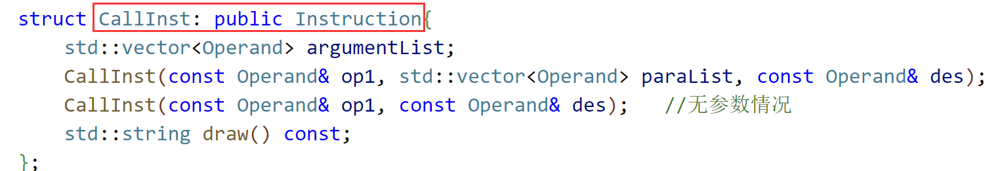 struct CallInst: public Instruction{
    std::vector<Operand> argumentList;
    CallInst(const Operand& op1, std::vector<Operand> paraList, const Operand& des);
    CallInst(const Operand& op1, const Operand& des);   //无参数情况
    std::string draw() const;
};